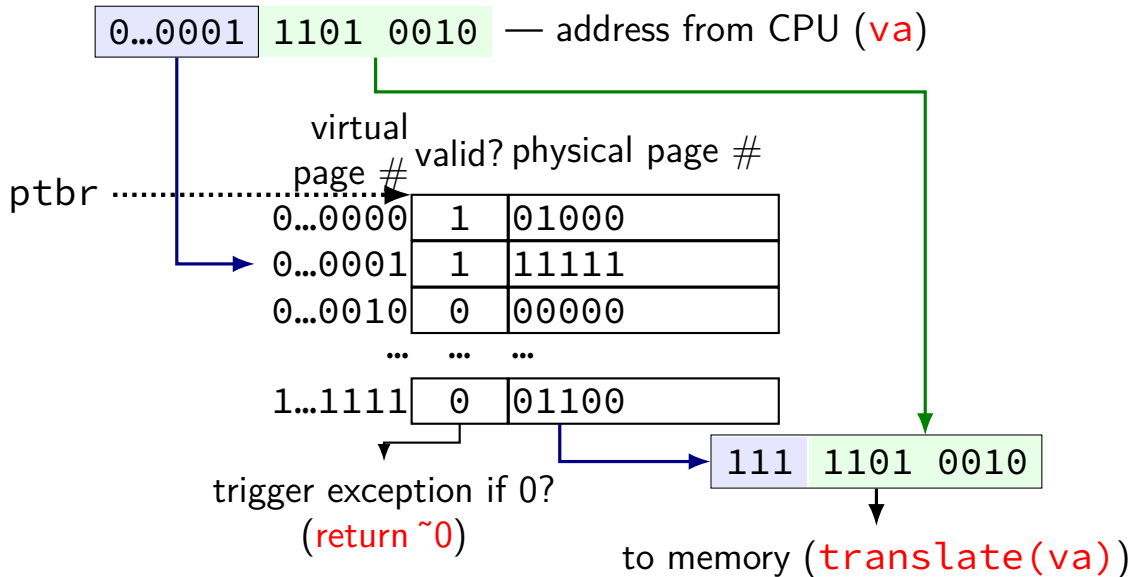 0…0001 1101 0010 — address from CPU (va)
virtual
page #
valid? physical page #
ptbr
0…0000 1 01000
0…0001 1 11111
0…0010 0 00000
… … …
1…1111 0 01100
111 1101 0010
trigger exception if 0?
(return ~0)
to memory (translate(va))